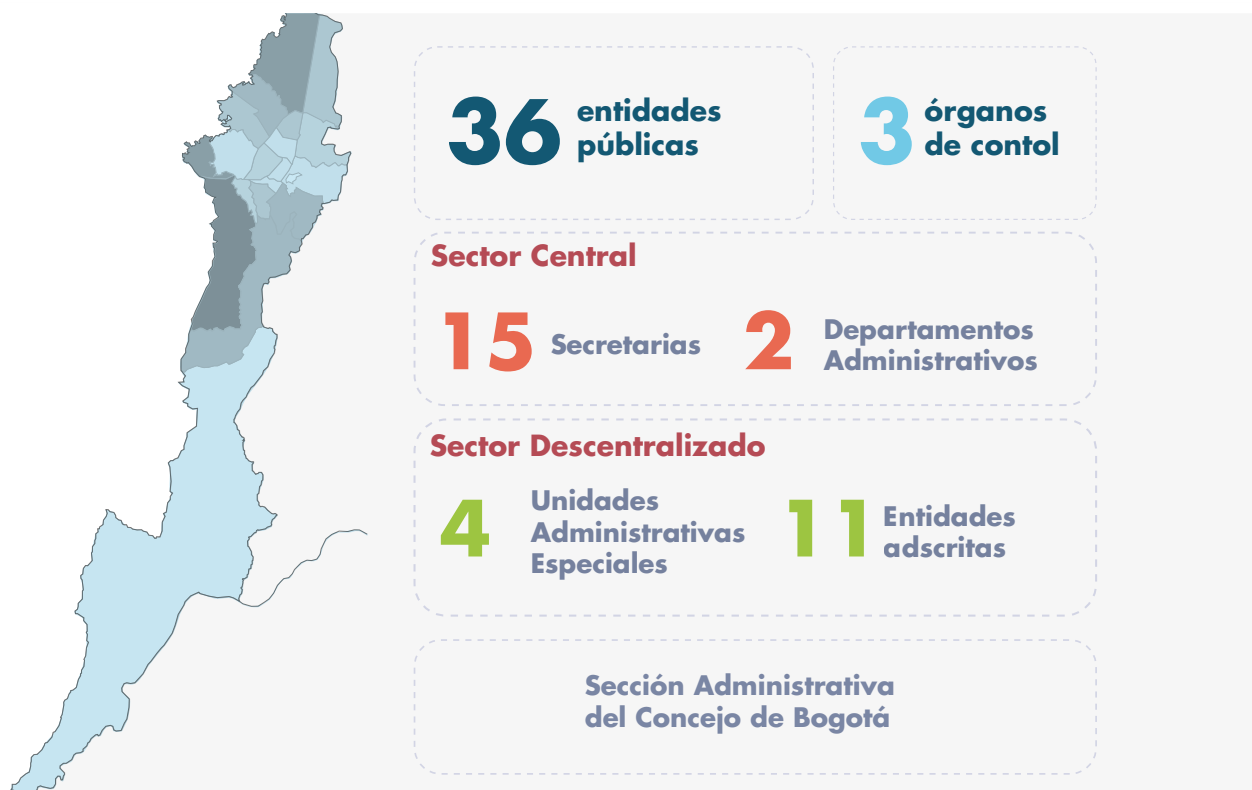 36 entidades
públicas
3 órganos
de contol
Sector Central
15 Secretarias
2 Departamentos
Administrativos
Sector Descentralizado
4 Unidades
Administrativas
Especiales
11 Entidades
adscritas
Sección Administrativa
del Concejo de Bogotá